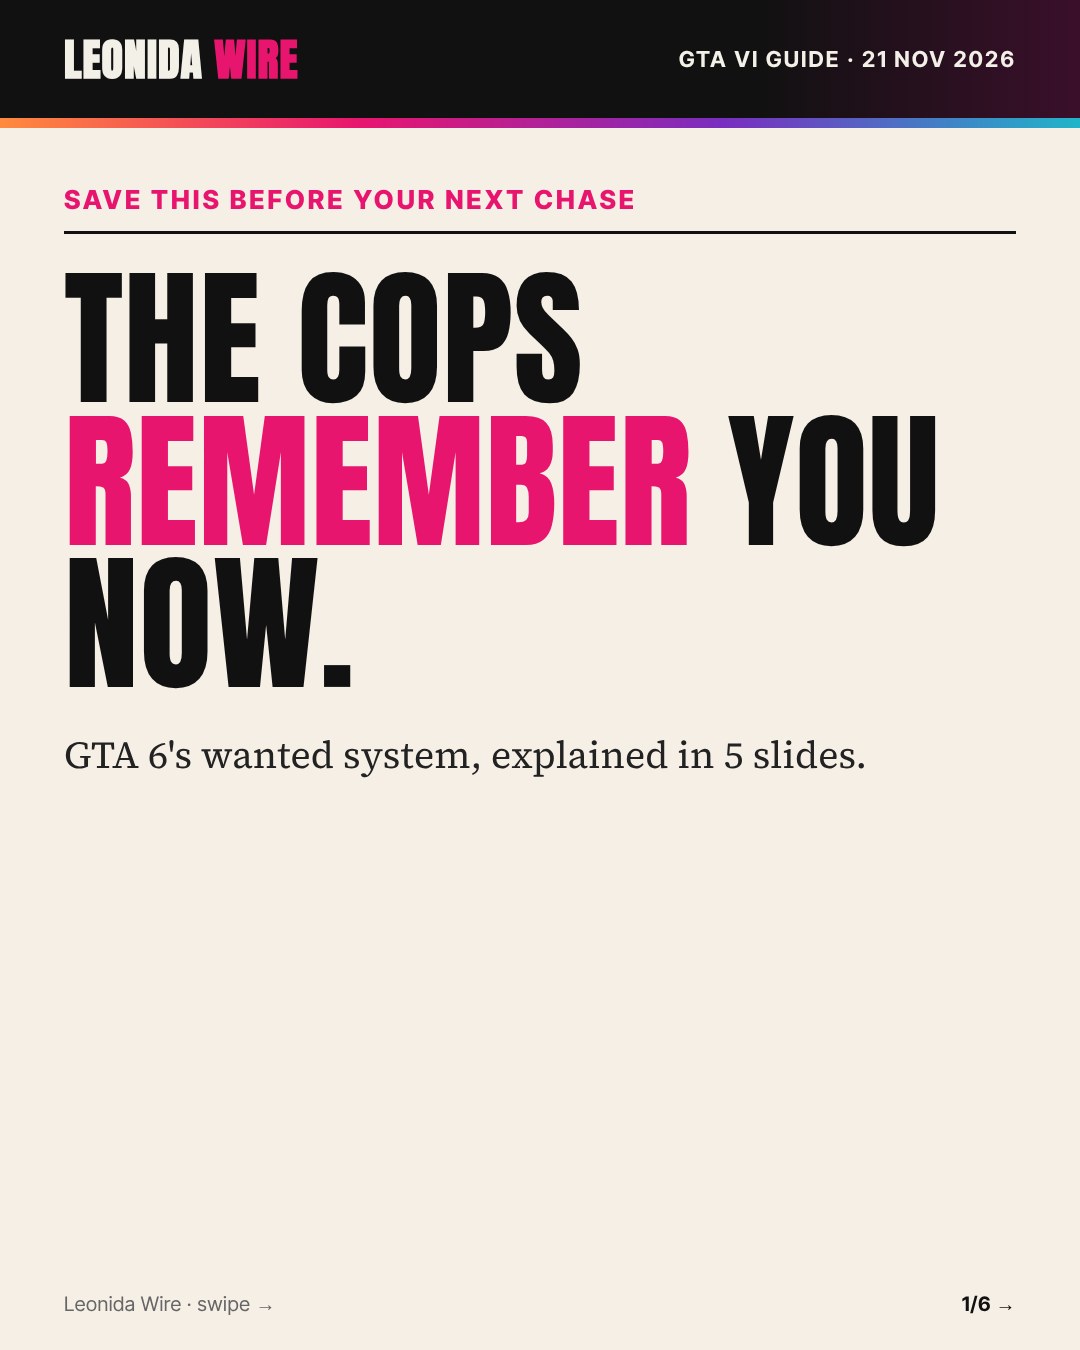 LEONIDA WIRE
GTA VI GUIDE · 21 NOV 2026
SAVE THIS BEFORE YOUR NEXT CHASE
THE COPS
REMEMBER YOU
NOW.
GTA 6's wanted system, explained in 5 slides.
Leonida Wire · swipe →
1/6 →